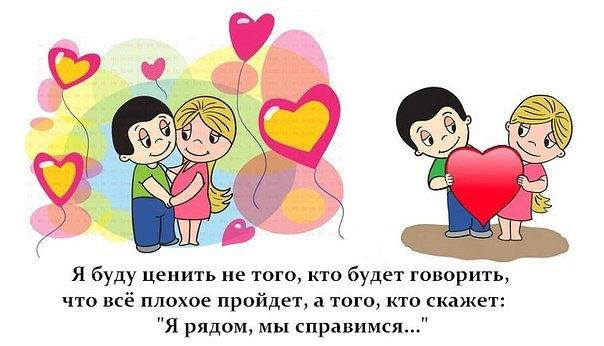 Я буду ценить не того, кто будет говорить,
что всё плохое пройдет, а того, кто скажет:
"Я рядом, мы справимся..."